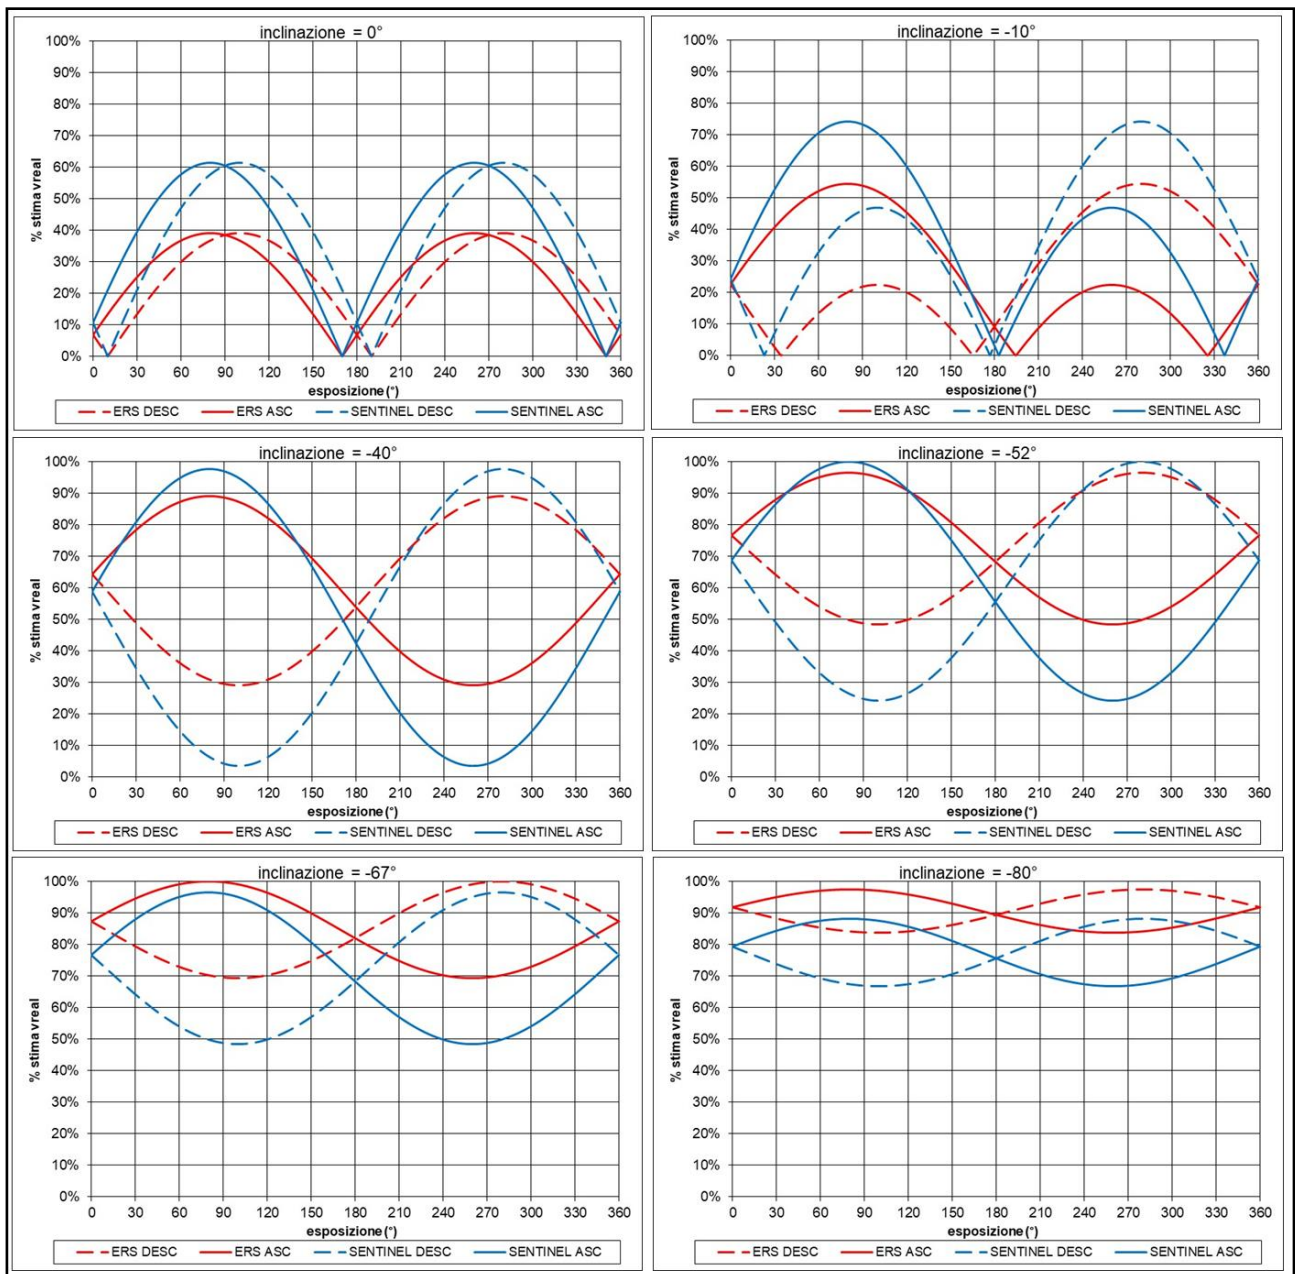 inclinazione = 0°
100%
90%
80%
70%
60%
50%
40%
30%
20%
10%
0%
% stima vreal
0 30 60 90 120 150 180 210 240 270 300 330 360
esposizione (°)
ERS DESC ERS ASC SENTINEL DESC SENTINEL ASC
inclinazione = -10°
100%
90%
80%
70%
60%
50%
40%
30%
20%
10%
0%
% stima vreal
0 30 60 90 120 150 180 210 240 270 300 330 360
esposizione (°)
ERS DESC ERS ASC SENTINEL DESC SENTINEL ASC
inclinazione = -40°
100%
90%
80%
70%
60%
50%
40%
30%
20%
10%
0%
% stima vreal
0 30 60 90 120 150 180 210 240 270 300 330 360
esposizione (°)
ERS DESC ERS ASC SENTINEL DESC SENTINEL ASC
inclinazione = -52°
100%
90%
80%
70%
60%
50%
40%
30%
20%
10%
0%
% stima vreal
0 30 60 90 120 150 180 210 240 270 300 330 360
esposizione (°)
ERS DESC ERS ASC SENTINEL DESC SENTINEL ASC
inclinazione = -67°
100%
90%
80%
70%
60%
50%
40%
30%
20%
10%
0%
% stima vreal
0 30 60 90 120 150 180 210 240 270 300 330 360
esposizione (°)
ERS DESC ERS ASC SENTINEL DESC SENTINEL ASC
inclinazione = -80°
100%
90%
80%
70%
60%
50%
40%
30%
20%
10%
0%
% stima vreal
0 30 60 90 120 150 180 210 240 270 300 330 360
esposizione (°)
ERS DESC ERS ASC SENTINEL DESC SENTINEL ASC